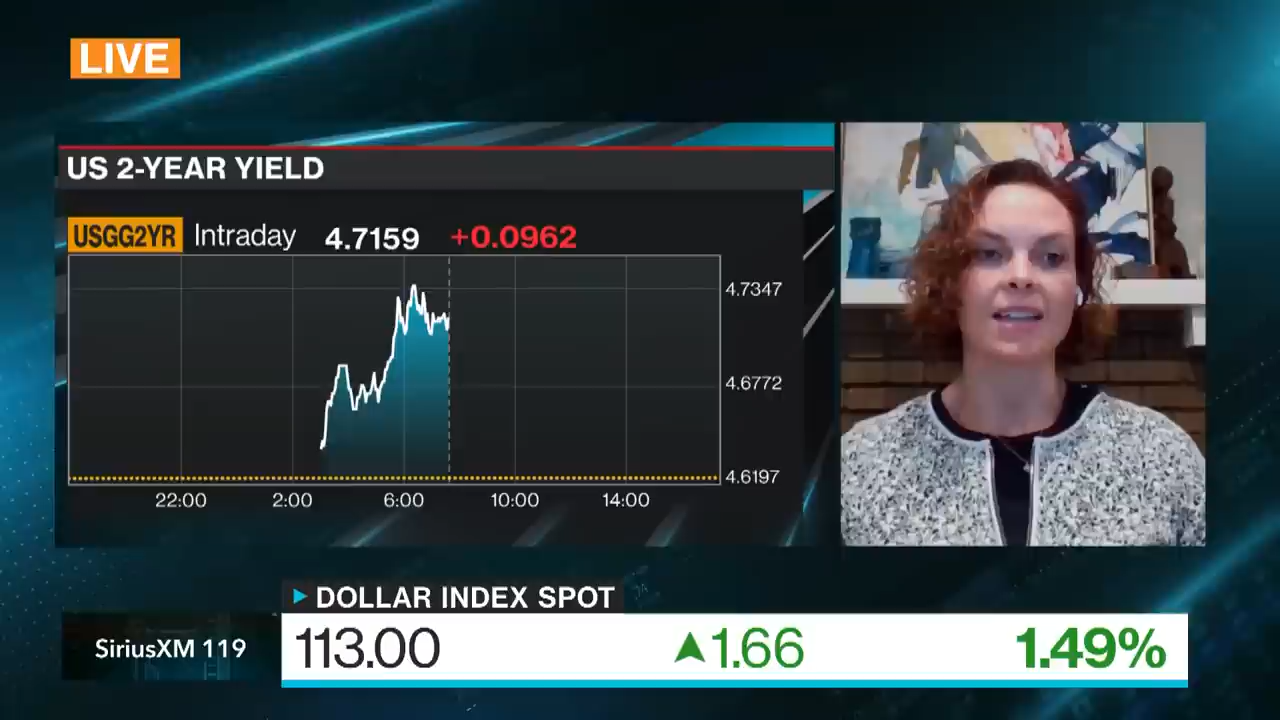 LIVE
US 2-YEAR YIELD
USGG2YR Intraday 4.7159 +0.0962
4.7347
4.6772
4.6197
22:00 2:00 6:00 10:00 14:00
DOLLAR INDEX SPOT
SiriusXM 119
113.00 ▲1.66 1.49%